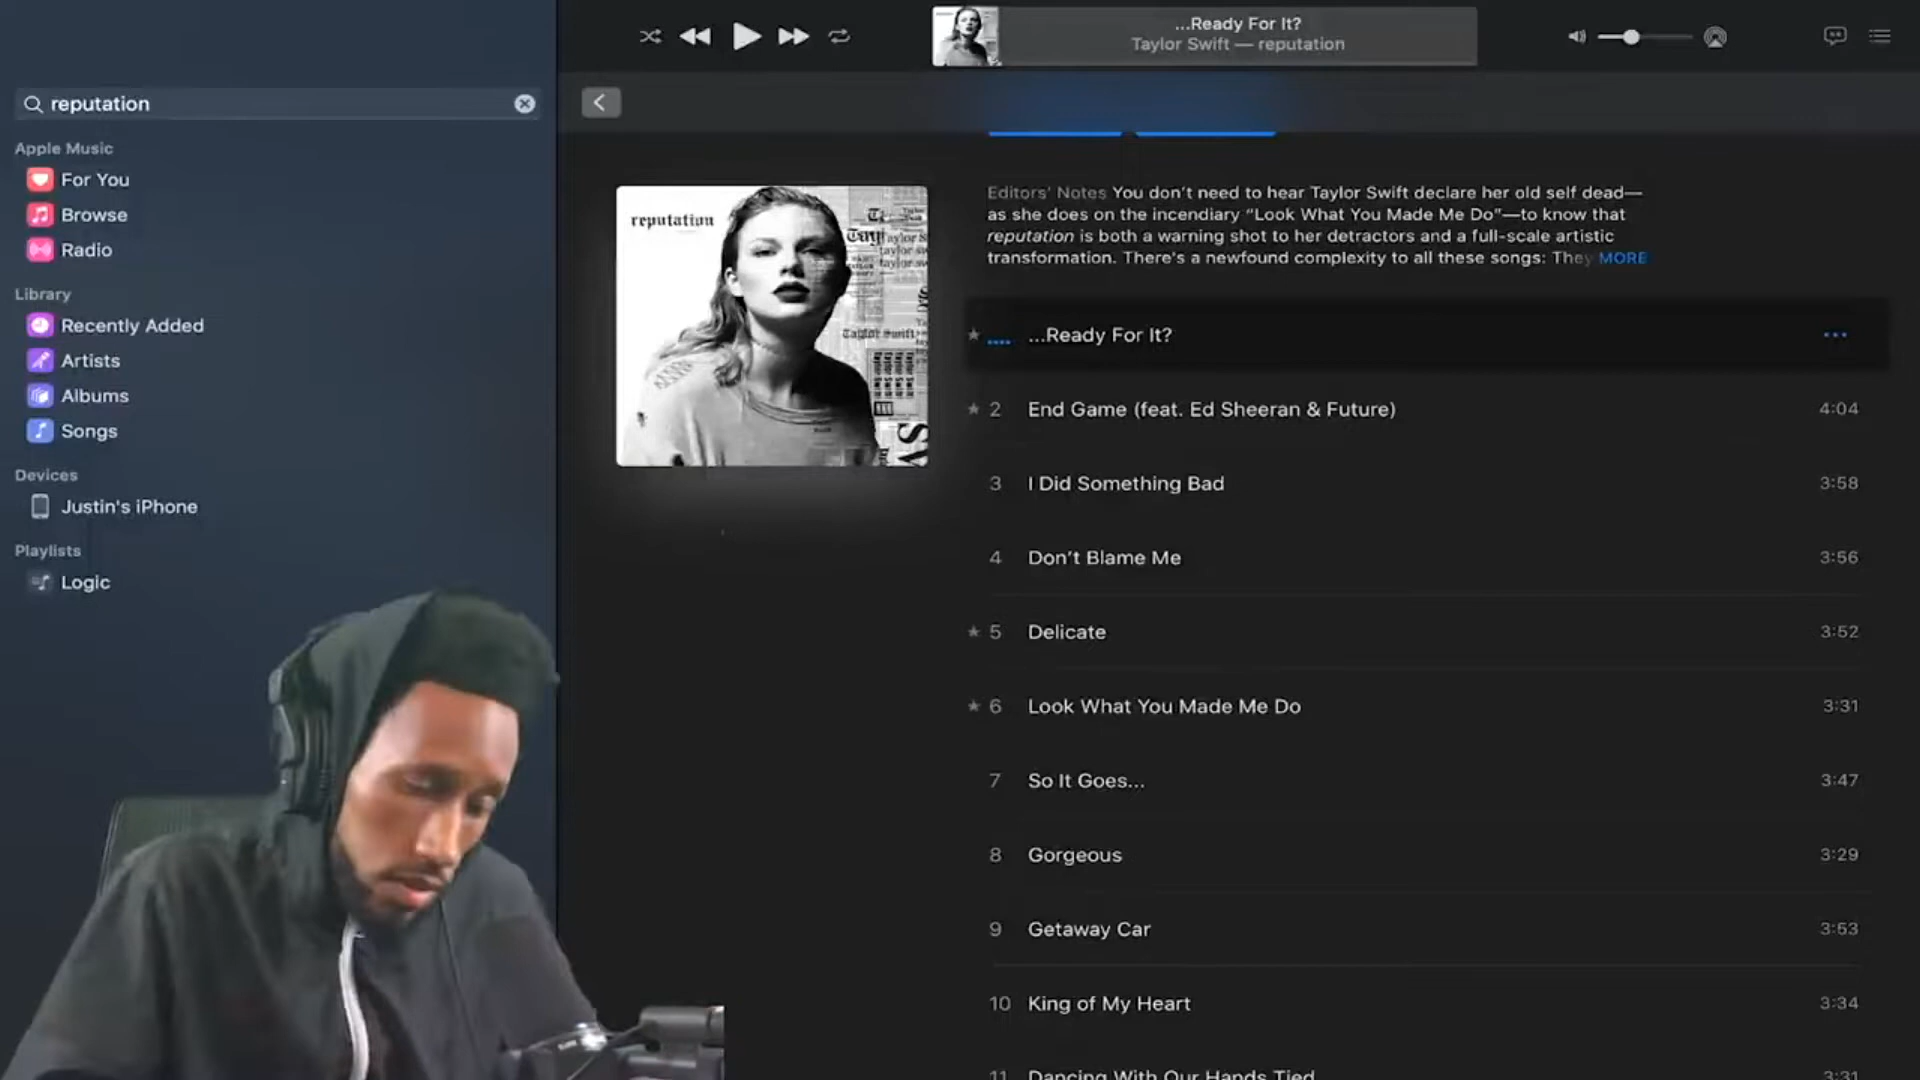 ...Ready For It?
Taylor Swift — reputation
reputation
Apple Music
For You
Browse
Radio
Library
Recently Added
Artists
Albums
Songs
Devices
Justin's iPhone
Playlists
Logic
reputation
Taylor Swift
Editors' Notes You don't need to hear Taylor Swift declare her old self dead—
as she does on the incendiary “Look What You Made Me Do”—to know that
reputation is both a warning shot to her detractors and a full-scale artistic
transformation. There's a newfound complexity to all these songs: They MORE
...Ready For It?
2 End Game (feat. Ed Sheeran & Future) 4:04
3 I Did Something Bad 3:58
4 Don't Blame Me 3:56
5 Delicate 3:52
6 Look What You Made Me Do 3:31
7 So It Goes... 3:47
8 Gorgeous 3:29
9 Getaway Car 3:53
10 King of My Heart 3:34
11 Dancing With Our Hands Tied 3:31